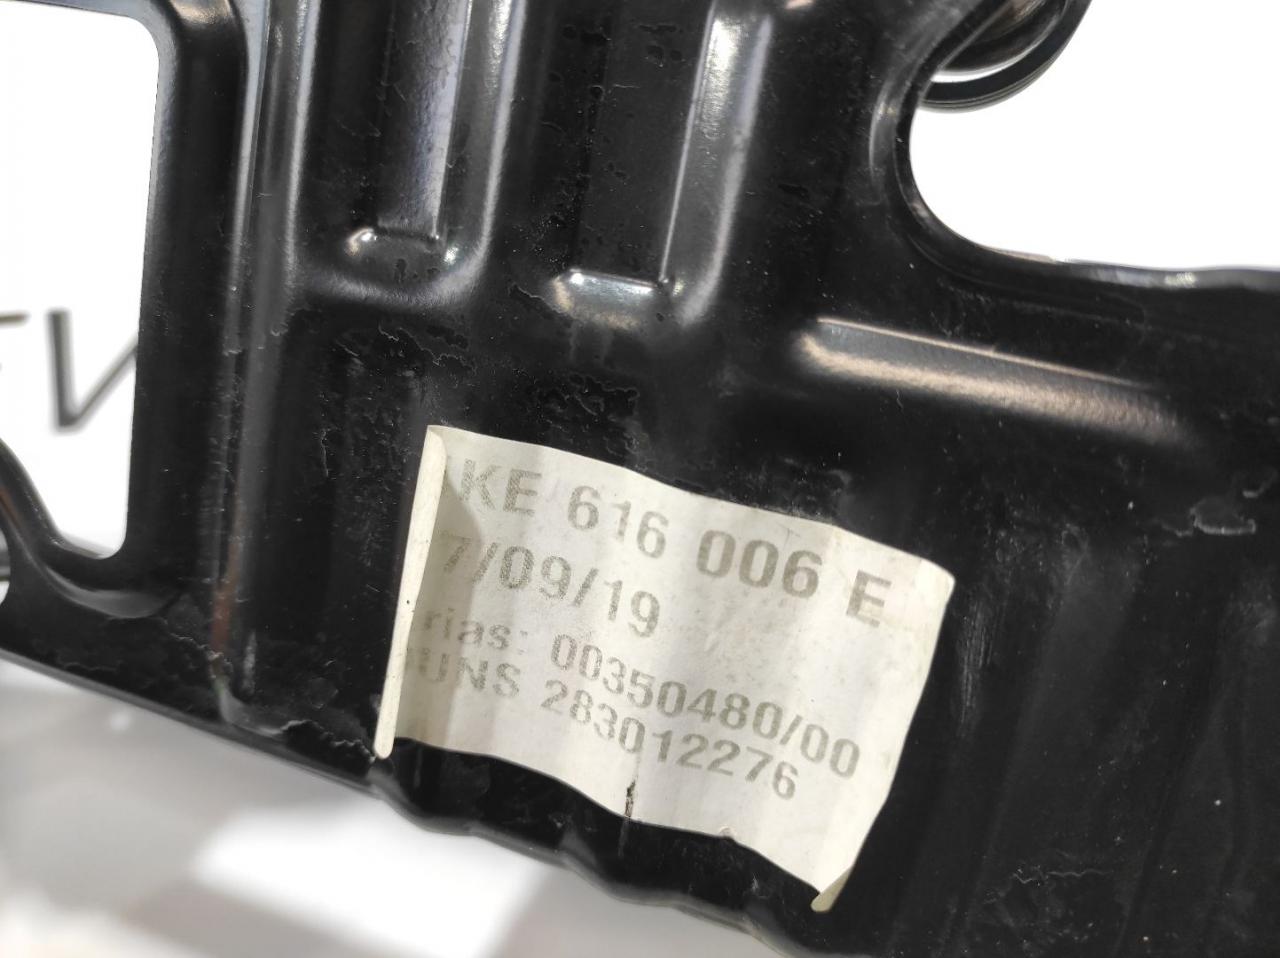 KE 616 006 E
7/09/19
rias: 00350480/00
UNS 283012276